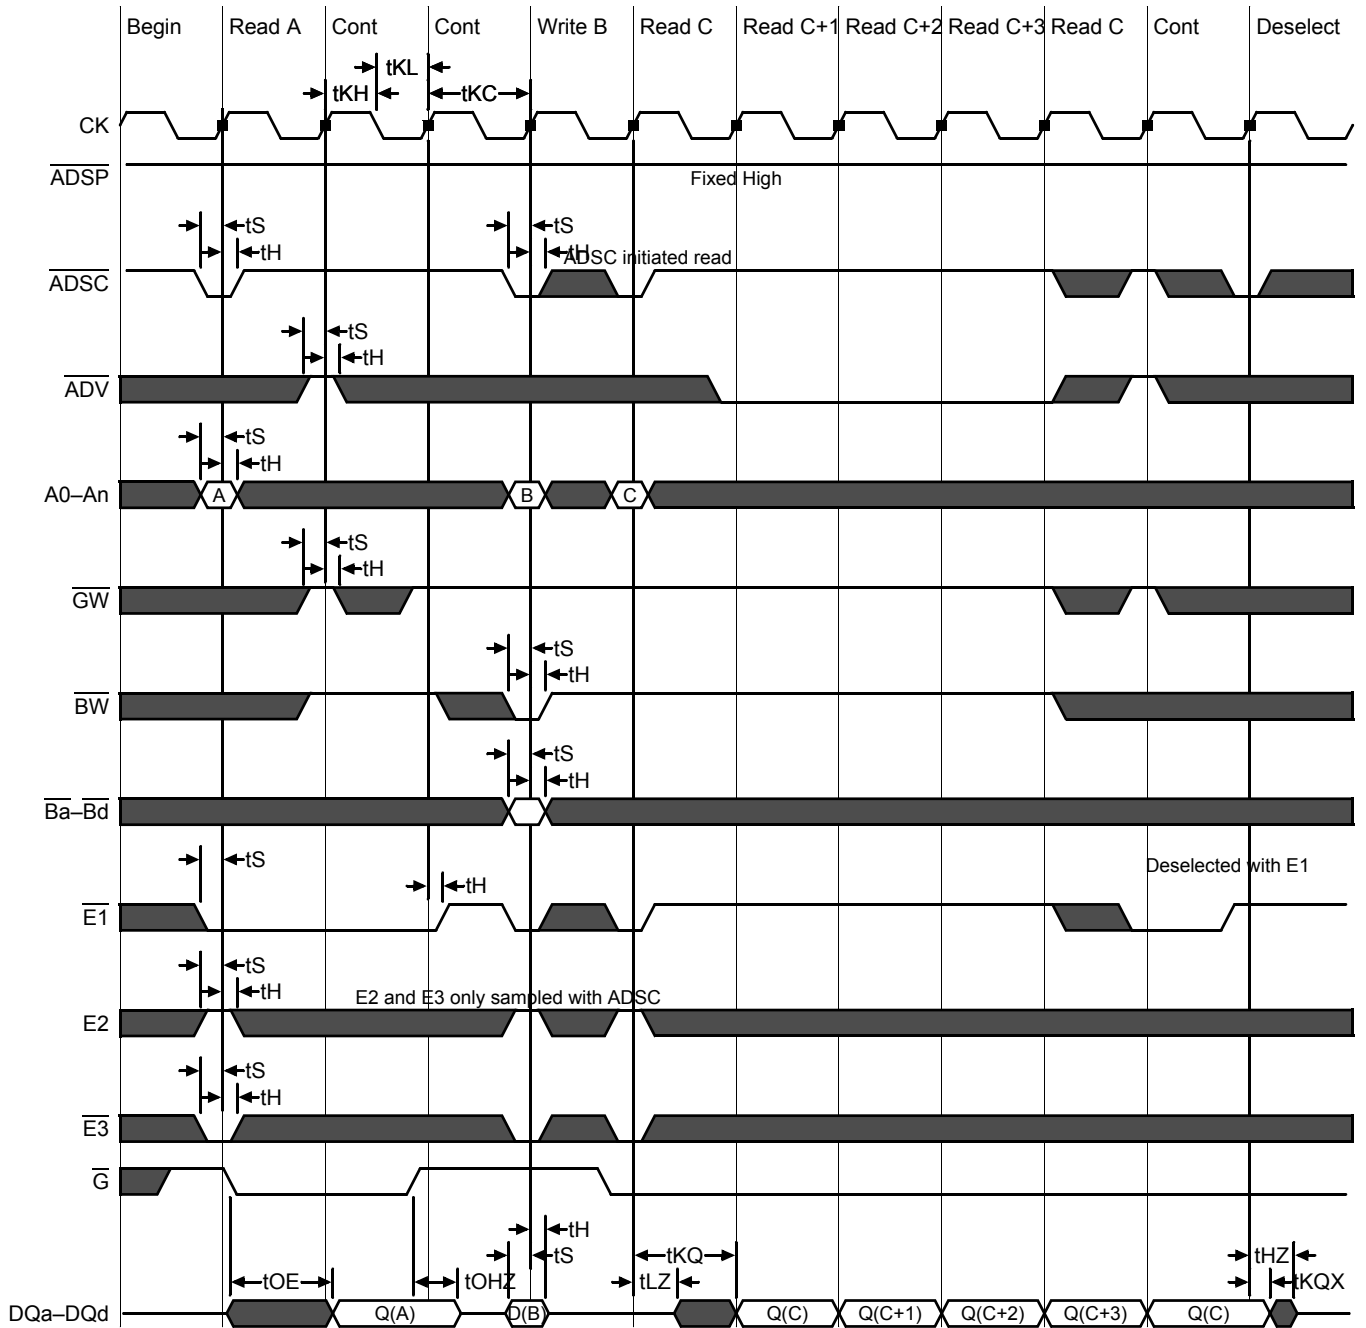 Begin Read A Cont Cont Write B Read C Read C+1 Read C+2 Read C+3 Read C Cont Deselect
tKL
tKH tKC
CK
ADSP
Fixed High
tS tS
tH tH
ADSC initiated read
ADSC
tS
tH
ADV
tS
tH
A0–An A B C
tS
tH
GW
tS
tH
BW
tS
tH
Ba–Bd
tS
Deselected with E1
tH
E1
tS
tH
E2 and E3 only sampled with ADSC
E2
tS
tH
E3
G
tH
tS tKQ tHZ
tOE tOHZ tLZ tKQX
DQa–DQd Q(A) D(B) Q(C) Q(C+1) Q(C+2) Q(C+3) Q(C)